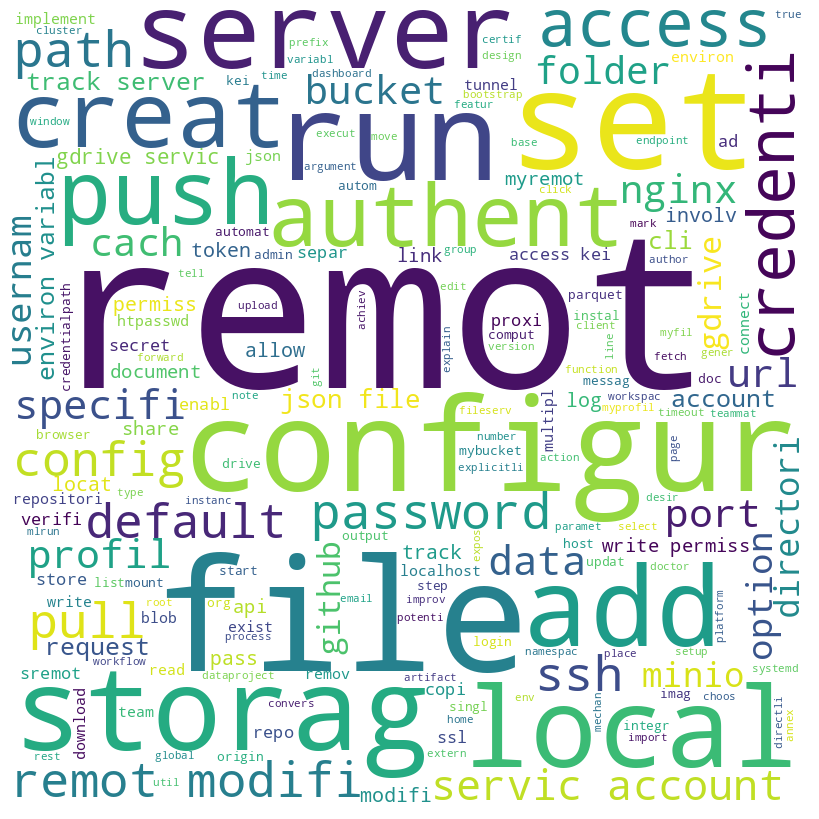 implement
cluster
server
prefix
variabl
certif
design
access
true
path
track server
kei
time
dashboard
bucket
tunnel
featur
folder
environ
window
creat
run
set
credenti
gdrive servic
json
execut
move
argument
autom
bootstrap
base
endpoint
ad
myremot
click
nginx
push
authent
involv
mark
usernam
environ variabl
cach
automat
token
admin
separ
link
group
access kei
author
cli
tell
remot
edit
parquet
gdrive
connect
permiss
upload
htpasswd
achiev
proxi
comput
version
instal
client
line
myfil
credentialpath
secret
forward
allow
explain
fetch
gener
document
note
git
function
messag
doc
url
specifi
enabl
json file
fileserv
log
multipl
workspac
myprofil
account
timeout
teammat
share
browser
config
configur
number
mybucket
explicitli
action
page
locat
drive
type
repositori
instanc
default
password
desir
directori
verifi
mlrun
output
paramet
select
port
host
expos
write permiss
profil
github
track
localhost
data
updat
doctor
option
store
list
mount
file
start
step
improv
add
platform
write
root
org
api
email
potenti
login
namespac
setup
pull
blob
exist
process
place
systemd
request
workflow
pass
ssh
minio
sremot
read
dataproject
remov
artifact
copi
imag
choos
env
download
storag
local
team
convers
singl
home
mechan
integr
import
directli
annex
repo
origin
ssl
extern
rest
global
util
remot modifi
modifi
servic account